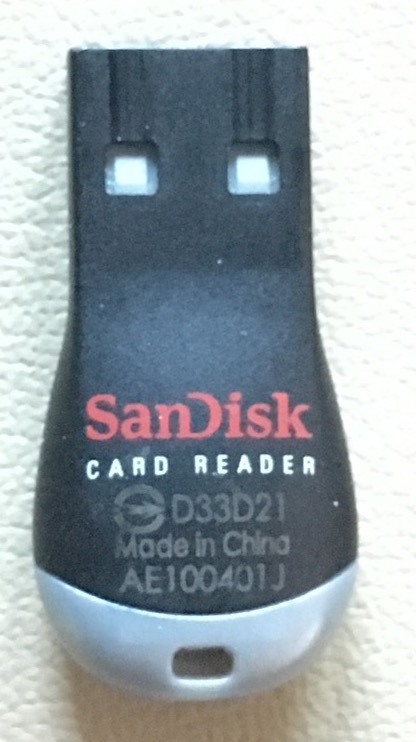 SanDisk
CARD READER
D33D21
Made in China
AE100401J